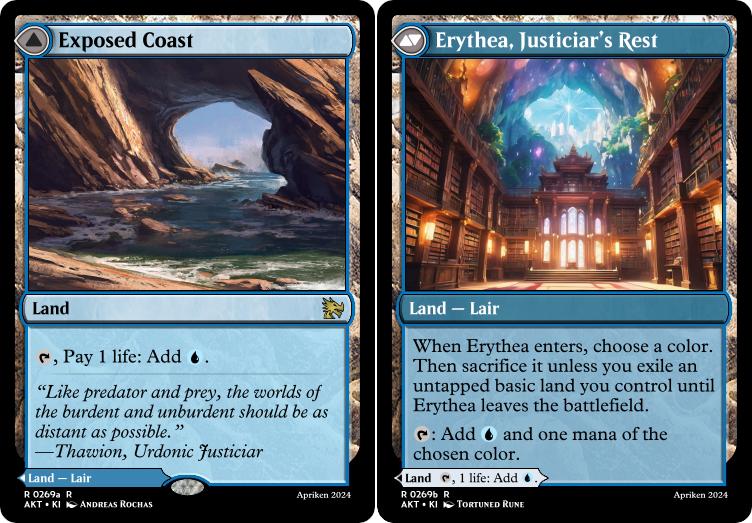 Exposed Coast
Land
, Pay 1 life: Add .
“Like predator and prey, the worlds of
the burdent and unburdent should be as
distant as possible.”
—Thawion, Urdonic Justiciar
Land — Lair
R 0269a R
AKT • KI Andreas Rochas
Apriken 2024
Erythea, Justiciar's Rest
Land — Lair
When Erythea enters, choose a color.
Then sacrifice it unless you exile an
untapped basic land you control until
Erythea leaves the battlefield.
: Add and one mana of the
chosen color.
Land , 1 life: Add .
R 0269b R
AKT • KI Tortuned Rune
Apriken 2024